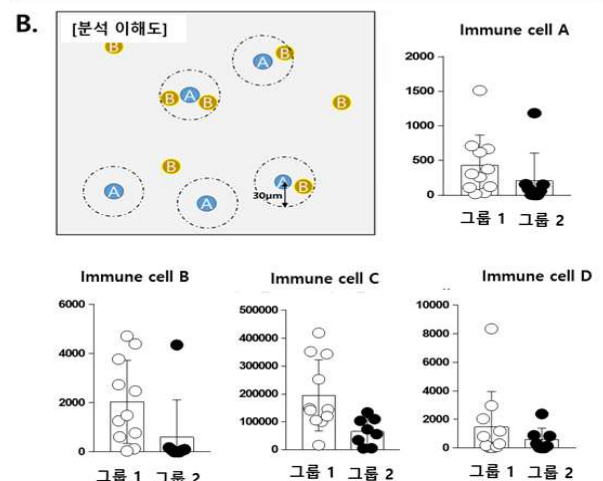 B.
[분석 이해도]
B
A
B
B
A
B
B
B
A
A
A
B
30μm
Immune cell A
2000
1500
1000
500
0
그룹 1 그룹 2
Immune cell B
6000
4000
2000
0
그룹 1 그룹 2
Immune cell C
500000
400000
300000
200000
100000
0
그룹 1 그룹 2
Immune cell D
10000
8000
6000
4000
2000
0
그룹 1 그룹 2